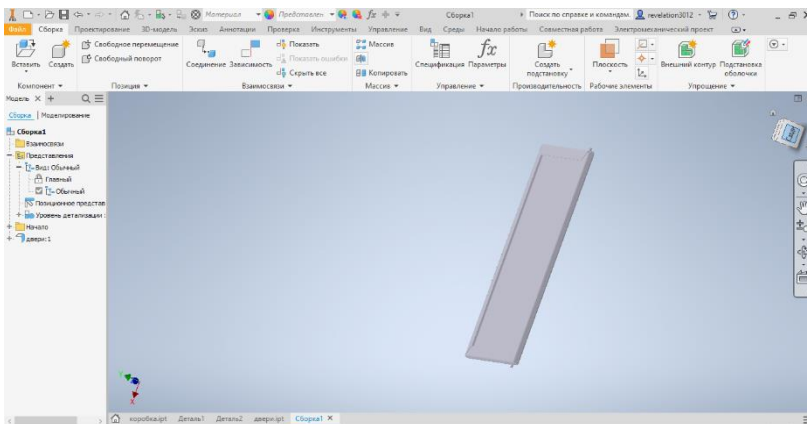 Материал
Представлен
fx
Сборка1
Поиск по справке и командам.
revelation3012
Файл Сборка Проектирование 3D-модель Эскиз Аннотации Проверка Инструменты Управление Вид Среды Начало работы Совместная работа Электромеханический проект
Свободное перемещение
Свободный поворот
Вставить Создать
Соединение Зависимость
Показать
Показать ошибки
Скрыть все
Массив
Копировать
Спецификация Параметры
Создать подстановку
Плоскость
Внешний контур Подстановка оболочки
Компонент Позиция Взаимосвязи Массив Управление Производительность Рабочие элементы Упрощение
Модель
Сборка Моделирование
Сборка1
Взаимосвязи
Представления
Вид: Обычный
Главный
Обычный
Позиционное представ
Уровень детализации :
Начало
двери:1
коробка.ipt Деталь1 Деталь2 двери.ipt Сборка1